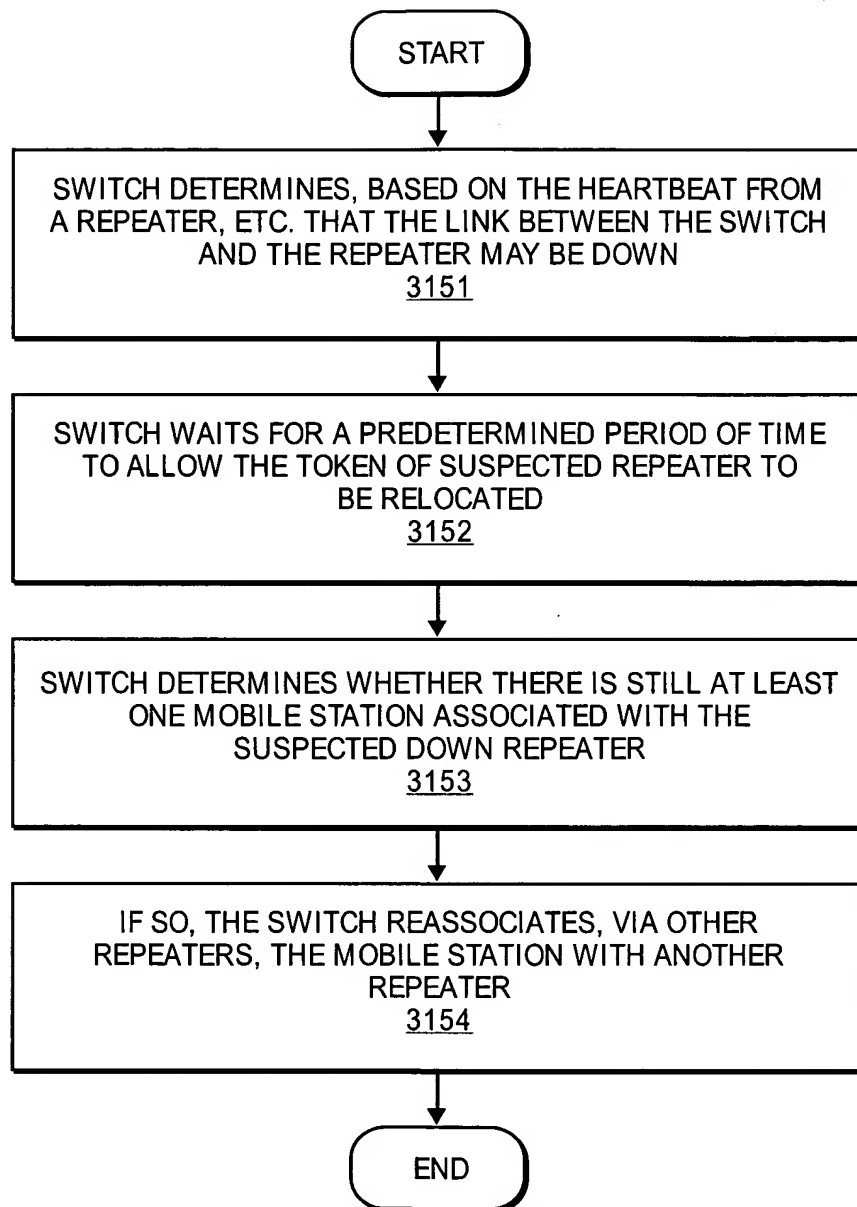 START
SWITCH DETERMINES, BASED ON THE HEARTBEAT FROM
A REPEATER, ETC. THAT THE LINK BETWEEN THE SWITCH
AND THE REPEATER MAY BE DOWN
3151
SWITCH WAITS FOR A PREDETERMINED PERIOD OF TIME
TO ALLOW THE TOKEN OF SUSPECTED REPEATER TO
BE RELOCATED
3152
SWITCH DETERMINES WHETHER THERE IS STILL AT LEAST
ONE MOBILE STATION ASSOCIATED WITH THE
SUSPECTED DOWN REPEATER
3153
IF SO, THE SWITCH REASSOCIATES, VIA OTHER
REPEATERS, THE MOBILE STATION WITH ANOTHER
REPEATER
3154
END